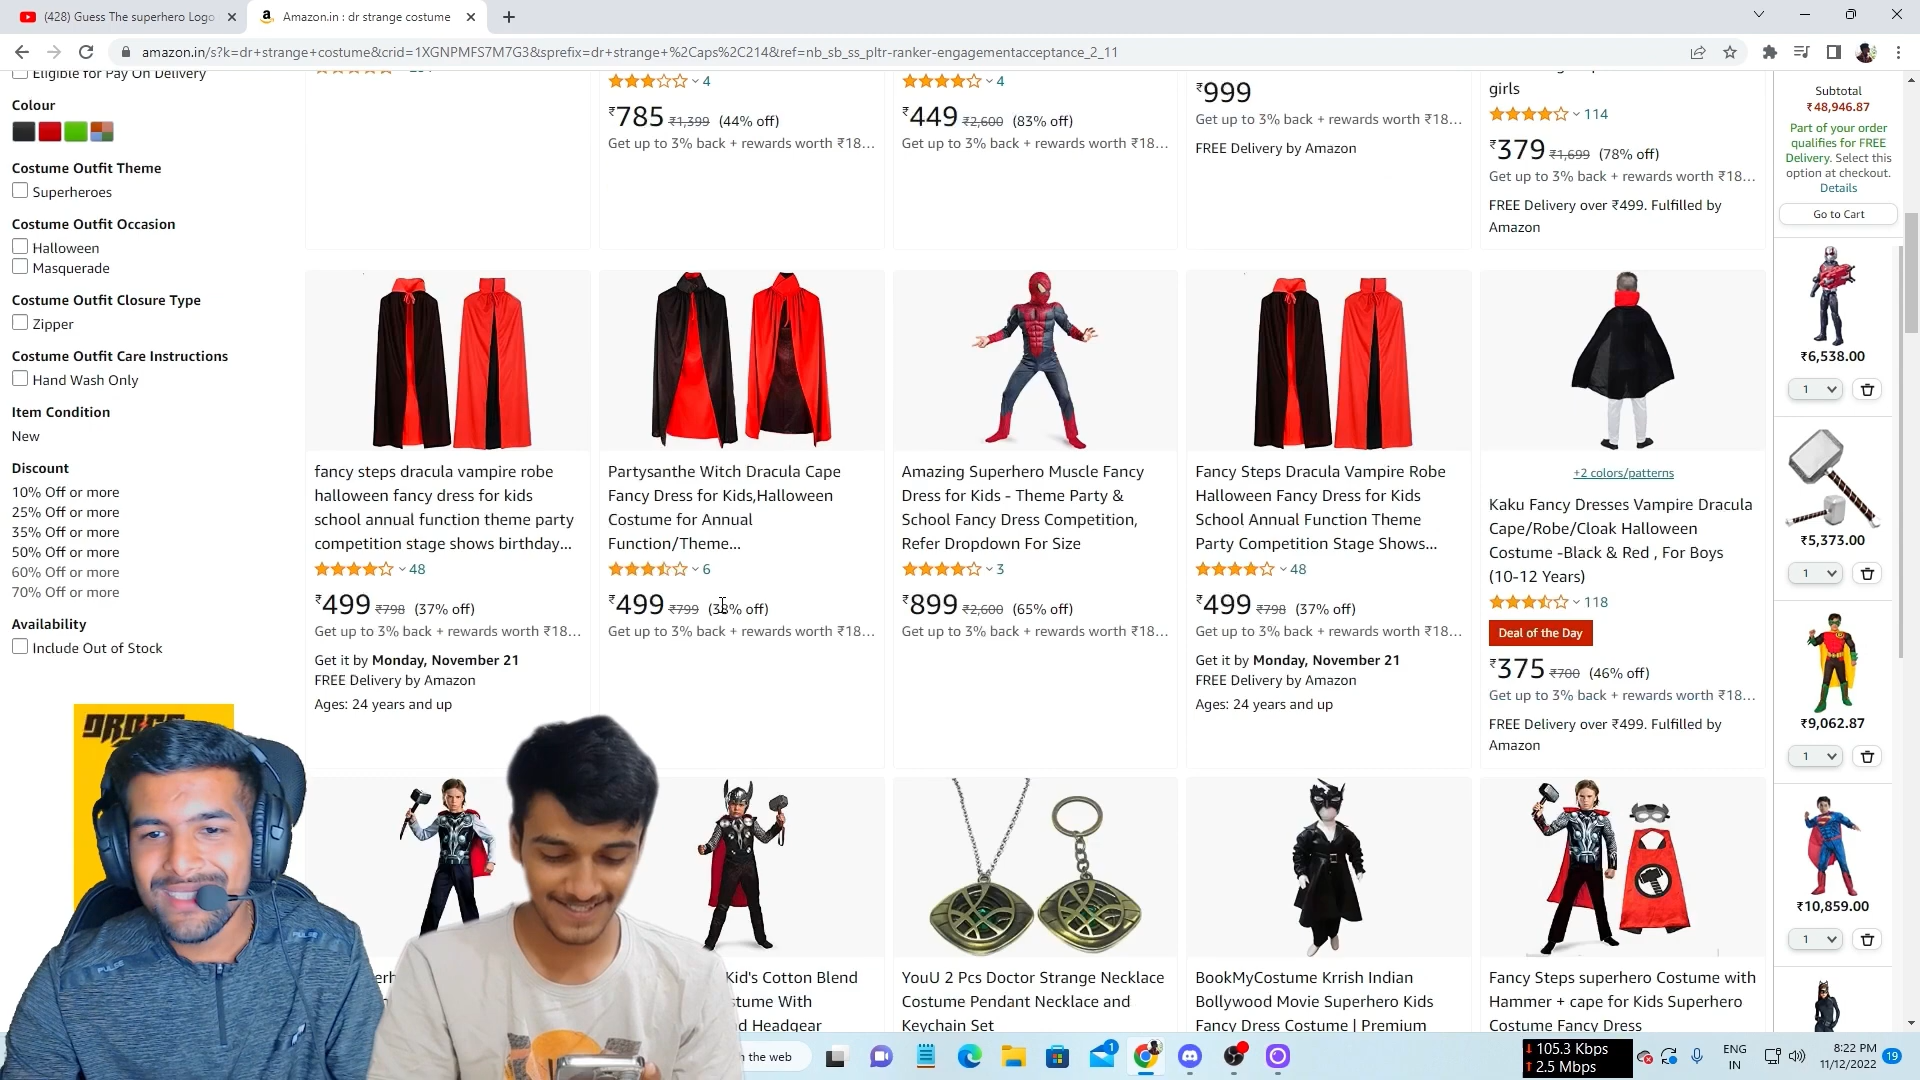 (428) Guess The superhero Logo
Amazon.in : dr strange costume
amazon.in/s?k=dr+strange+costume&crid=1XGNPMFS7M7G3&sprefix=dr+strange+%2Caps%2C214&ref=nb_sb_ss_pltr-ranker-engagementacceptance_2_11
Eligible for Pay On Delivery
Colour
Costume Outfit Theme
Superheroes
Costume Outfit Occasion
Halloween
Masquerade
Costume Outfit Closure Type
Zipper
Costume Outfit Care Instructions
Hand Wash Only
Item Condition
New
Discount
10% Off or more
25% Off or more
35% Off or more
50% Off or more
60% Off or more
70% Off or more
Availability
Include Out of Stock
4
₹785 ₹1,399 (44% off)
Get up to 3% back + rewards worth ₹18...
4
₹449 ₹2,600 (83% off)
Get up to 3% back + rewards worth ₹18...
₹999
Get up to 3% back + rewards worth ₹18...
FREE Delivery by Amazon
girls
114
₹379 ₹1,699 (78% off)
Get up to 3% back + rewards worth ₹18...
FREE Delivery over ₹499. Fulfilled by
Amazon
fancy steps dracula vampire robe
halloween fancy dress for kids
school annual function theme party
competition stage shows birthday...
48
₹499 ₹798 (37% off)
Get up to 3% back + rewards worth ₹18...
Get it by Monday, November 21
FREE Delivery by Amazon
Ages: 24 years and up
Partysanthe Witch Dracula Cape
Fancy Dress for Kids,Halloween
Costume for Annual
Function/Theme...
6
₹499 ₹799 (38% off)
Get up to 3% back + rewards worth ₹18...
Amazing Superhero Muscle Fancy
Dress for Kids - Theme Party &
School Fancy Dress Competition,
Refer Dropdown For Size
3
₹899 ₹2,600 (65% off)
Get up to 3% back + rewards worth ₹18...
Fancy Steps Dracula Vampire Robe
Halloween Fancy Dress for Kids
School Annual Function Theme
Party Competition Stage Shows...
48
₹499 ₹798 (37% off)
Get up to 3% back + rewards worth ₹18...
Get it by Monday, November 21
FREE Delivery by Amazon
Ages: 24 years and up
+2 colors/patterns
Kaku Fancy Dresses Vampire Dracula
Cape/Robe/Cloak Halloween
Costume -Black & Red , For Boys
(10-12 Years)
118
Deal of the Day
₹375 ₹700 (46% off)
Get up to 3% back + rewards worth ₹18...
FREE Delivery over ₹499. Fulfilled by
Amazon
Kid's Cotton Blend
stume With
d Headgear
YouU 2 Pcs Doctor Strange Necklace
Costume Pendant Necklace and
Keychain Set
BookMyCostume Krrish Indian
Bollywood Movie Superhero Kids
Fancy Dress Costume | Premium
Fancy Steps superhero Costume with
Hammer + cape for Kids Superhero
Costume Fancy Dress
Subtotal
₹48,946.87
Part of your order
qualifies for FREE
Delivery. Select this
option at checkout.
Details
Go to Cart
₹6,538.00
1
₹5,373.00
1
₹9,062.87
1
₹10,859.00
1
PULSE
PULSE
h the web
1
105.3 Kbps
2.5 Mbps
ENG
IN
8:22 PM
11/12/2022
19